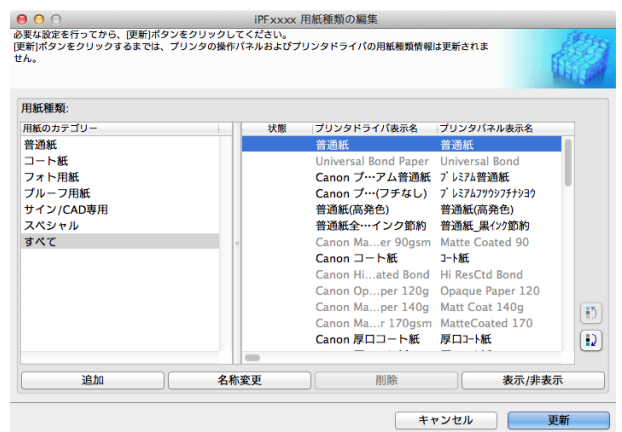 iPFxxxx 用紙種類の編集
必要な設定を行ってから、[更新]ボタンをクリックしてください。
[更新]ボタンをクリックするまでは、プリンタの操作パネルおよびプリンタドライバの用紙種類情報は更新されま
せん。
用紙種類:
用紙のカテゴリー 状態 プリンタドライバ表示名 プリンタパネル表示名
普通紙 普通紙 普通紙
コート紙 Universal Bond Paper Universal Bond
フォト用紙 Canon プ…アム普通紙 プレミアム普通紙
プルーフ用紙 Canon プ…(フチなし) プレミアムフツウシフチナシヨウ
サイン/CAD専用 普通紙(高発色) 普通紙(高発色)
スペシャル 普通紙全…インク節約 普通紙_黒インク節約
すべて Canon Ma…er 90gsm Matte Coated 90
Canon コート紙 コート紙
Canon Hi…ated Bond Hi ResCtd Bond
Canon Op…per 120g Opaque Paper 120
Canon Ma…per 140g Matt Coat 140g
Canon Ma…r 170gsm MatteCoated 170
Canon 厚口コート紙 厚口コート紙
追加 名称変更 削除 表示/非表示
キャンセル 更新